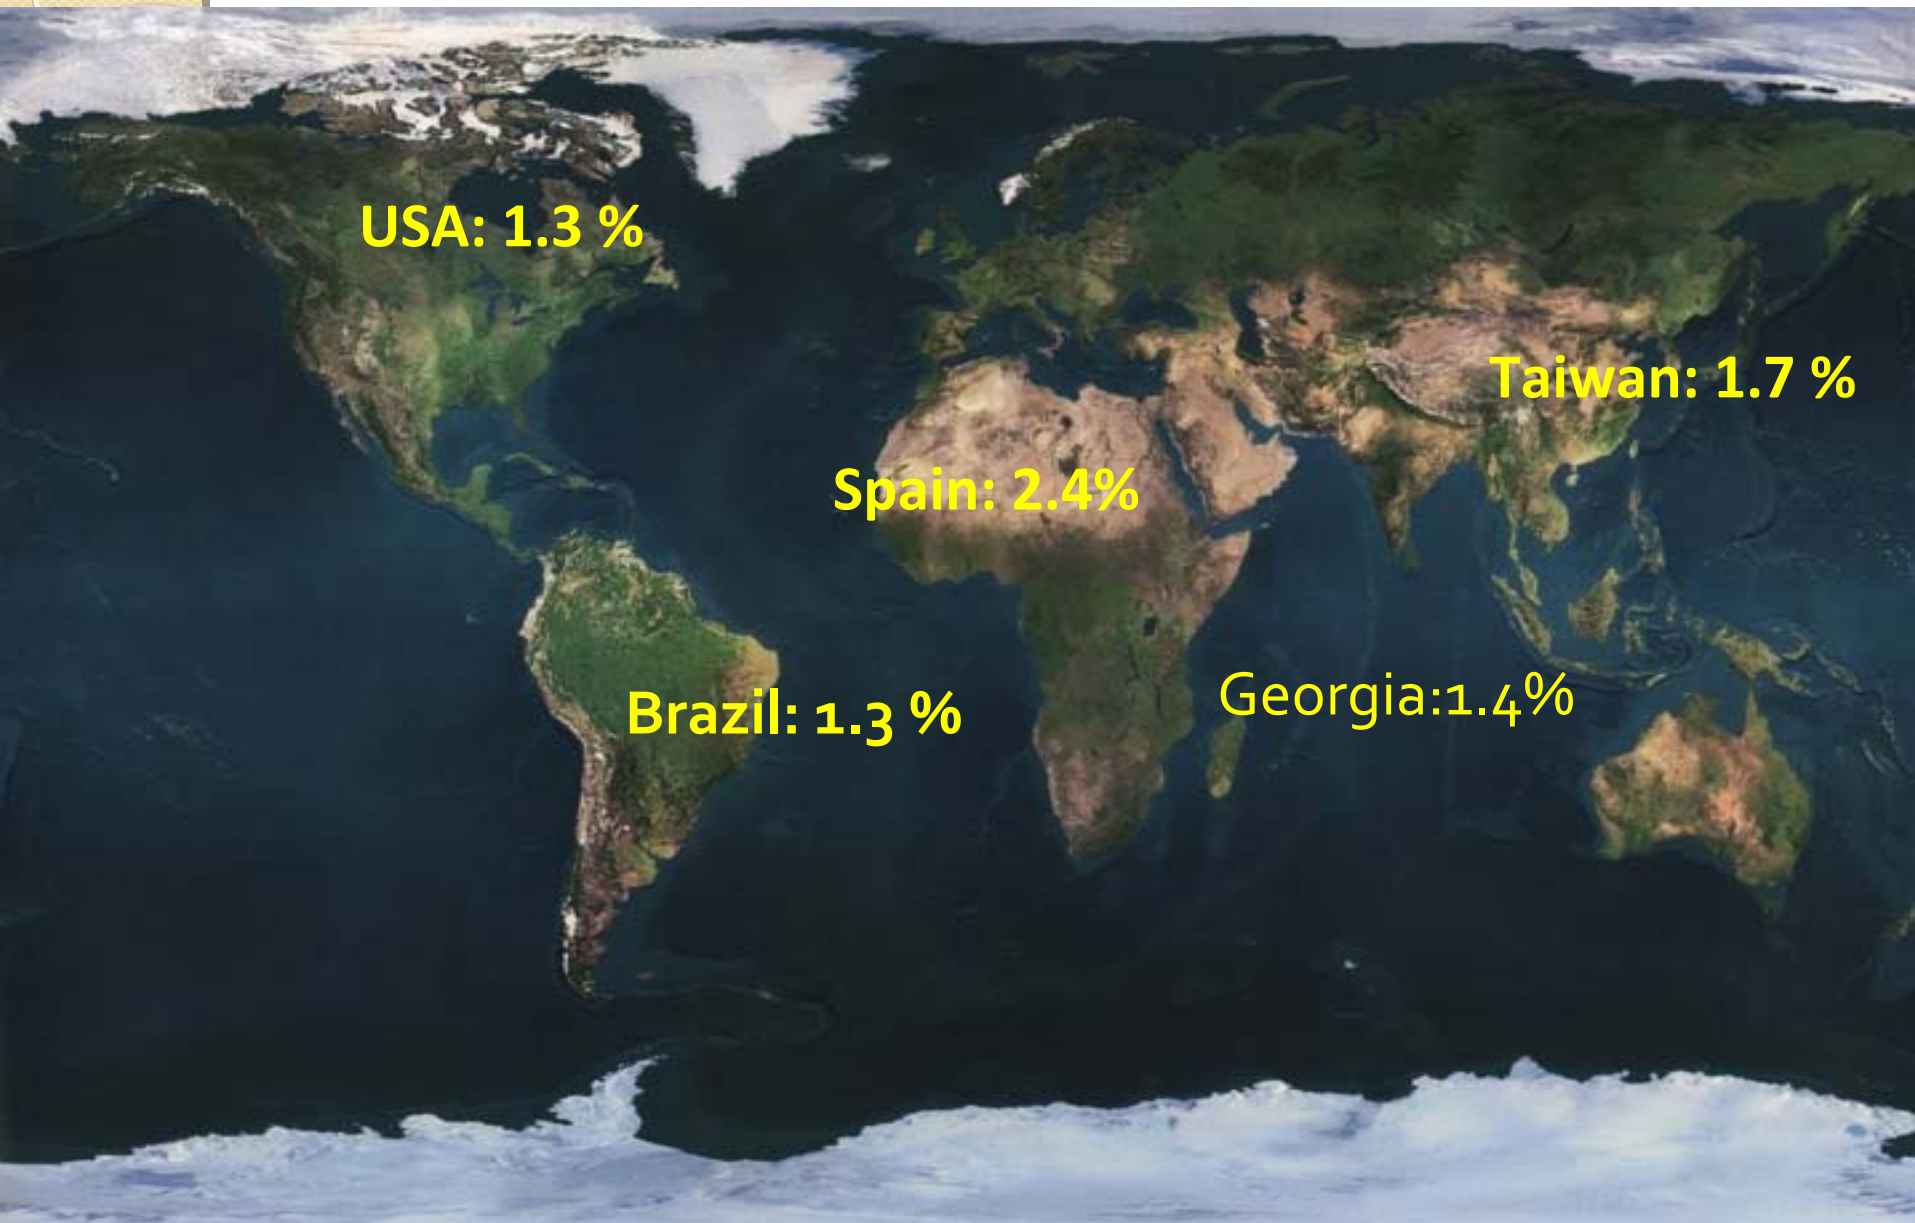 USA: 1.3 %
Taiwan: 1.7 %
Spain: 2.4%
Georgia:1.4%
Brazil: 1.3 %